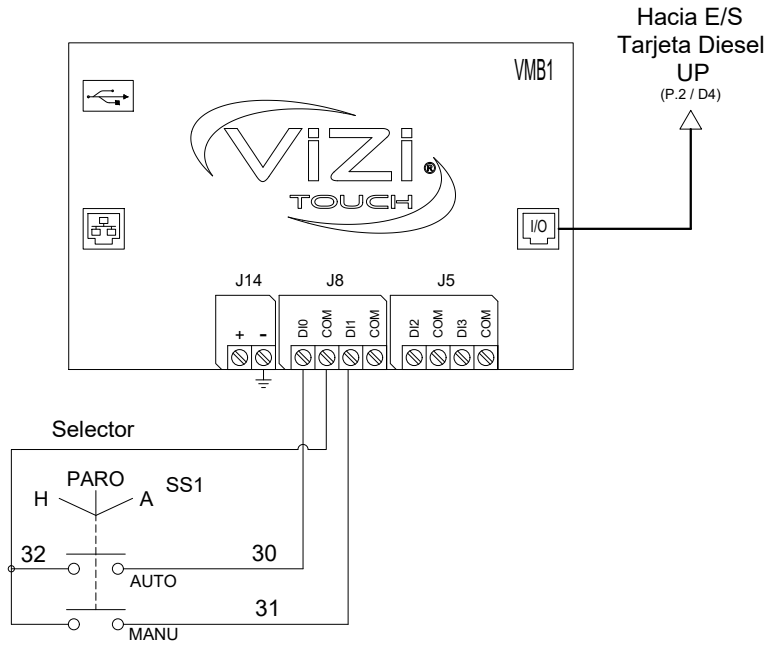 Hacia E/S
Tarjeta Diesel
UP
(P.2 / D4)
VMB1
ViZi®
TOUCH
I/O
J14 J8 J5
+ - DI0 COM DI1 COM DI2 COM DI3 COM
Selector
PARO
H A SS1
32 30
AUTO
31
MANU